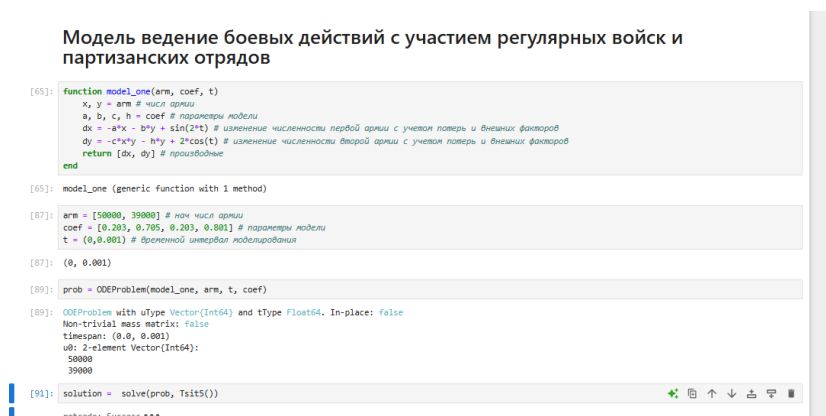 Модель ведение боевых действий с участием регулярных войск и
партизанских отрядов
[65]: function model_one(arm, coef, t)
x, y = arm # числ армии
a, b, c, h = coef # параметры модели
dx = -a*x - b*y + sin(2*t) # изменение численности первой армии с учетом потерь и внешних факторов
dy = -c*x*y - h*y + 2*cos(t) # изменение численности второй армии с учетом потерь и внешних факторов
return [dx, dy] # производные
end
[65]: model_one (generic function with 1 method)
[87]: arm = [50000, 39000] # нач числ армии
coef = [0.203, 0.705, 0.203, 0.801] # параметры модели
t = (0,0.001) # временной интервал моделирования
[87]: (0, 0.001)
[89]: prob = ODEProblem(model_one, arm, t, coef)
[89]: ODEProblem with uType Vector{Int64} and tType Float64. In-place: false
Non-trivial mass matrix: false
timespan: (0.0, 0.001)
u0: 2-element Vector{Int64}:
50000
39000
[91]: solution = solve(prob, Tsit5())